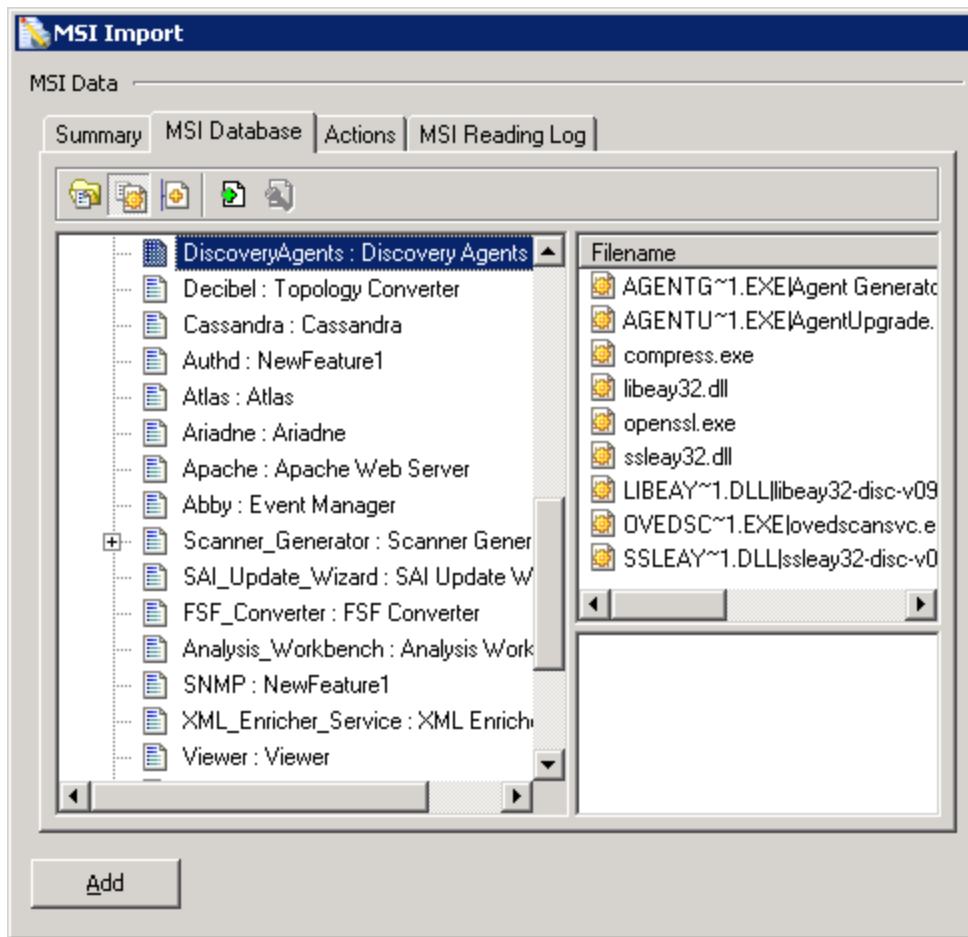 MSI Import
MSI Data
Summary MSI Database Actions MSI Reading Log
DiscoveryAgents : Discovery Agents
Decibel : Topology Converter
Cassandra : Cassandra
Authd : NewFeature1
Atlas : Atlas
Ariadne : Ariadne
Apache : Apache Web Server
Abby : Event Manager
Scanner_Generator : Scanner Gener
SAI_Update_Wizard : SAI Update W
FSF_Converter : FSF Converter
Analysis_Workbench : Analysis Work
SNMP : NewFeature1
XML_Enricher_Service : XML Enrich
Viewer : Viewer
Filename
AGENTG~1.EXE|Agent Generato
AGENTU~1.EXE|AgentUpgrade.
compress.exe
libeay32.dll
openssl.exe
ssleay32.dll
LIBEAY~1.DLL|libeay32-disc-v09
OVEDSC~1.EXE|ovedscansvc.e
SSLEAY~1.DLL|ssleay32-disc-v0
Add